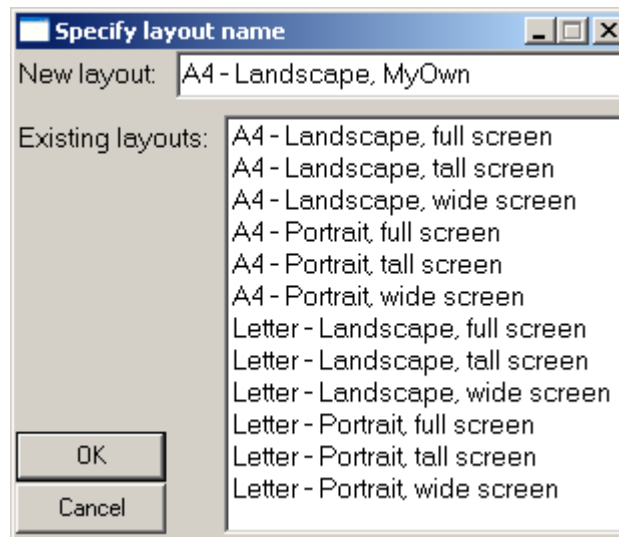 Specify layout name
New layout: A4 - Landscape, MyOwn
Existing layouts:
A4 - Landscape, full screen
A4 - Landscape, tall screen
A4 - Landscape, wide screen
A4 - Portrait, full screen
A4 - Portrait, tall screen
A4 - Portrait, wide screen
Letter - Landscape, full screen
Letter - Landscape, tall screen
Letter - Landscape, wide screen
Letter - Portrait, full screen
Letter - Portrait, tall screen
Letter - Portrait, wide screen
OK
Cancel